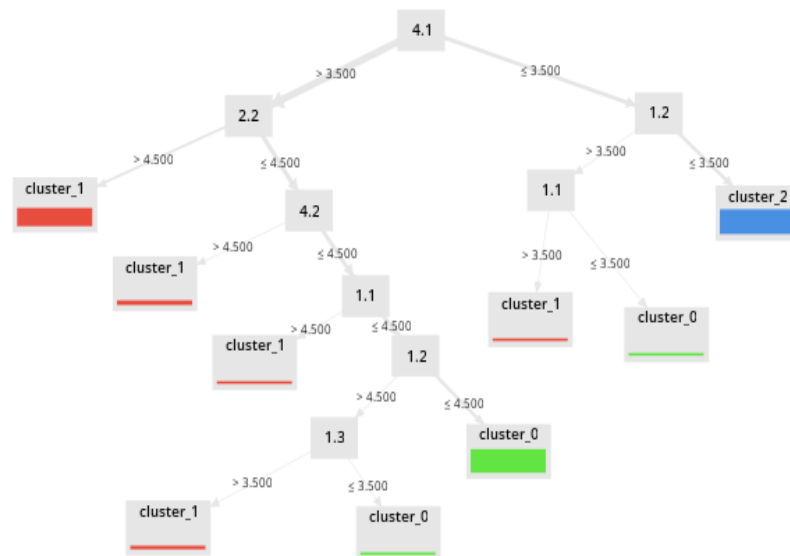 4.1
> 3.500
≤ 3.500
2.2
1.2
> 4.500
≤ 4.500
> 3.500
≤ 3.500
cluster_1
4.2
1.1
cluster_2
> 4.500
≤ 4.500
> 3.500
≤ 3.500
cluster_1
1.1
cluster_1
cluster_0
> 4.500
≤ 4.500
cluster_1
1.2
> 4.500
≤ 4.500
1.3
cluster_0
> 3.500
≤ 3.500
cluster_1
cluster_0